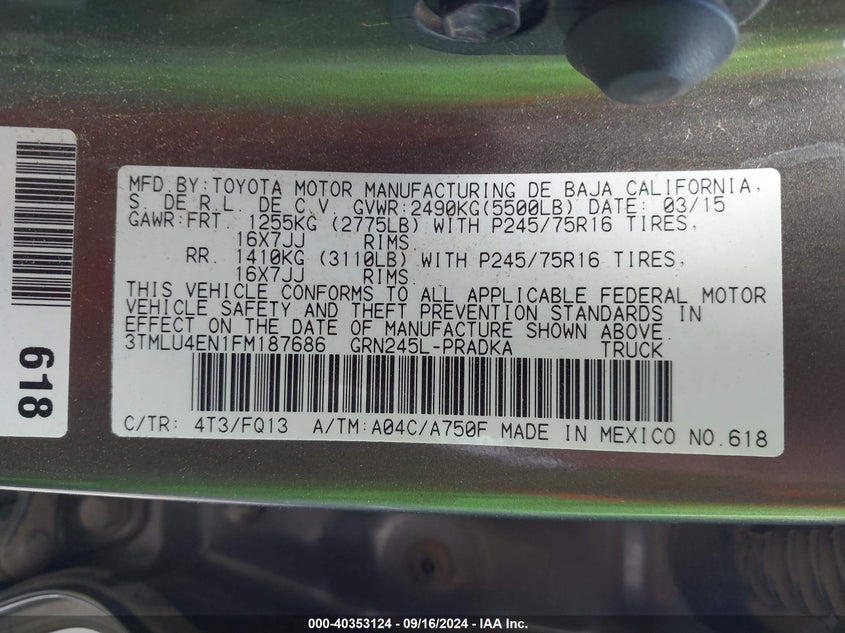 MFD.BY:TOYOTA MOTOR MANUFACTURING DE BAJA CALIFORNIA,
S. DE R.L. DE C.V. GVWR:2490KG(5500LB) DATE: 03/15
GAWR:FRT. 1255KG (2775LB) WITH P245/75R16 TIRES,
16X7JJ RIMS.
RR. 1410KG (3110LB) WITH P245/75R16 TIRES,
16X7JJ RIMS.
THIS VEHICLE CONFORMS TO ALL APPLICABLE FEDERAL MOTOR
VEHICLE SAFETY AND THEFT PREVENTION STANDARDS IN
EFFECT ON THE DATE OF MANUFACTURE SHOWN ABOVE.
3TMLU4EN1FM187686 GRN245L-PRADKA TRUCK
C/TR: 4T3/FQ13 A/TM:A04C/A750F MADE IN MEXICO NO.618
618
000-40353124 - 09/16/2024 - IAA Inc.